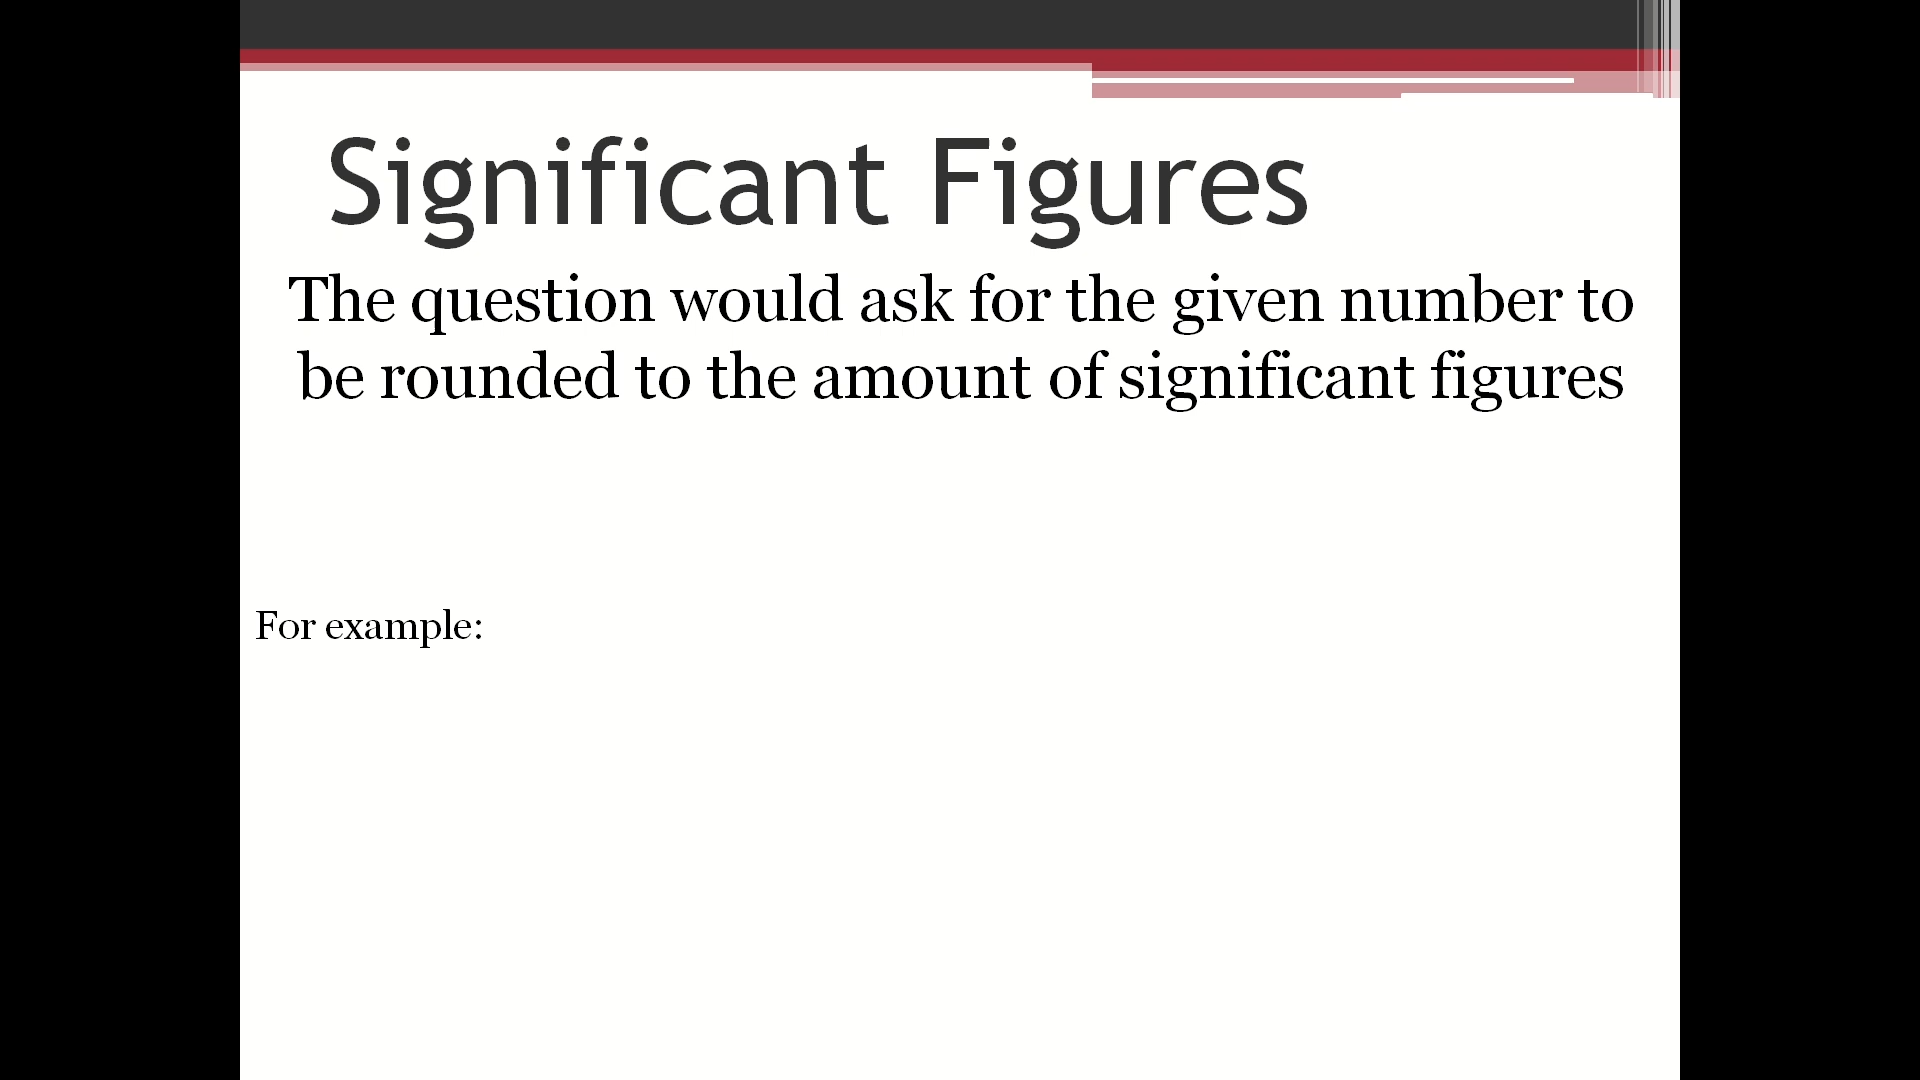 Significant Figures
The question would ask for the given number to
be rounded to the amount of significant figures
For example: